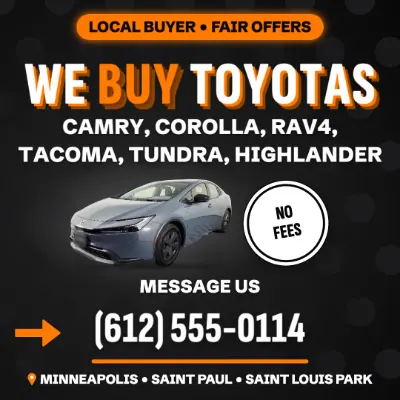 LOCAL BUYER • FAIR OFFERS
WE BUY TOYOTAS
CAMRY, COROLLA, RAV4,
TACOMA, TUNDRA, HIGHLANDER
NO
FEES
MESSAGE US
(612) 555-0114
MINNEAPOLIS • SAINT PAUL • SAINT LOUIS PARK